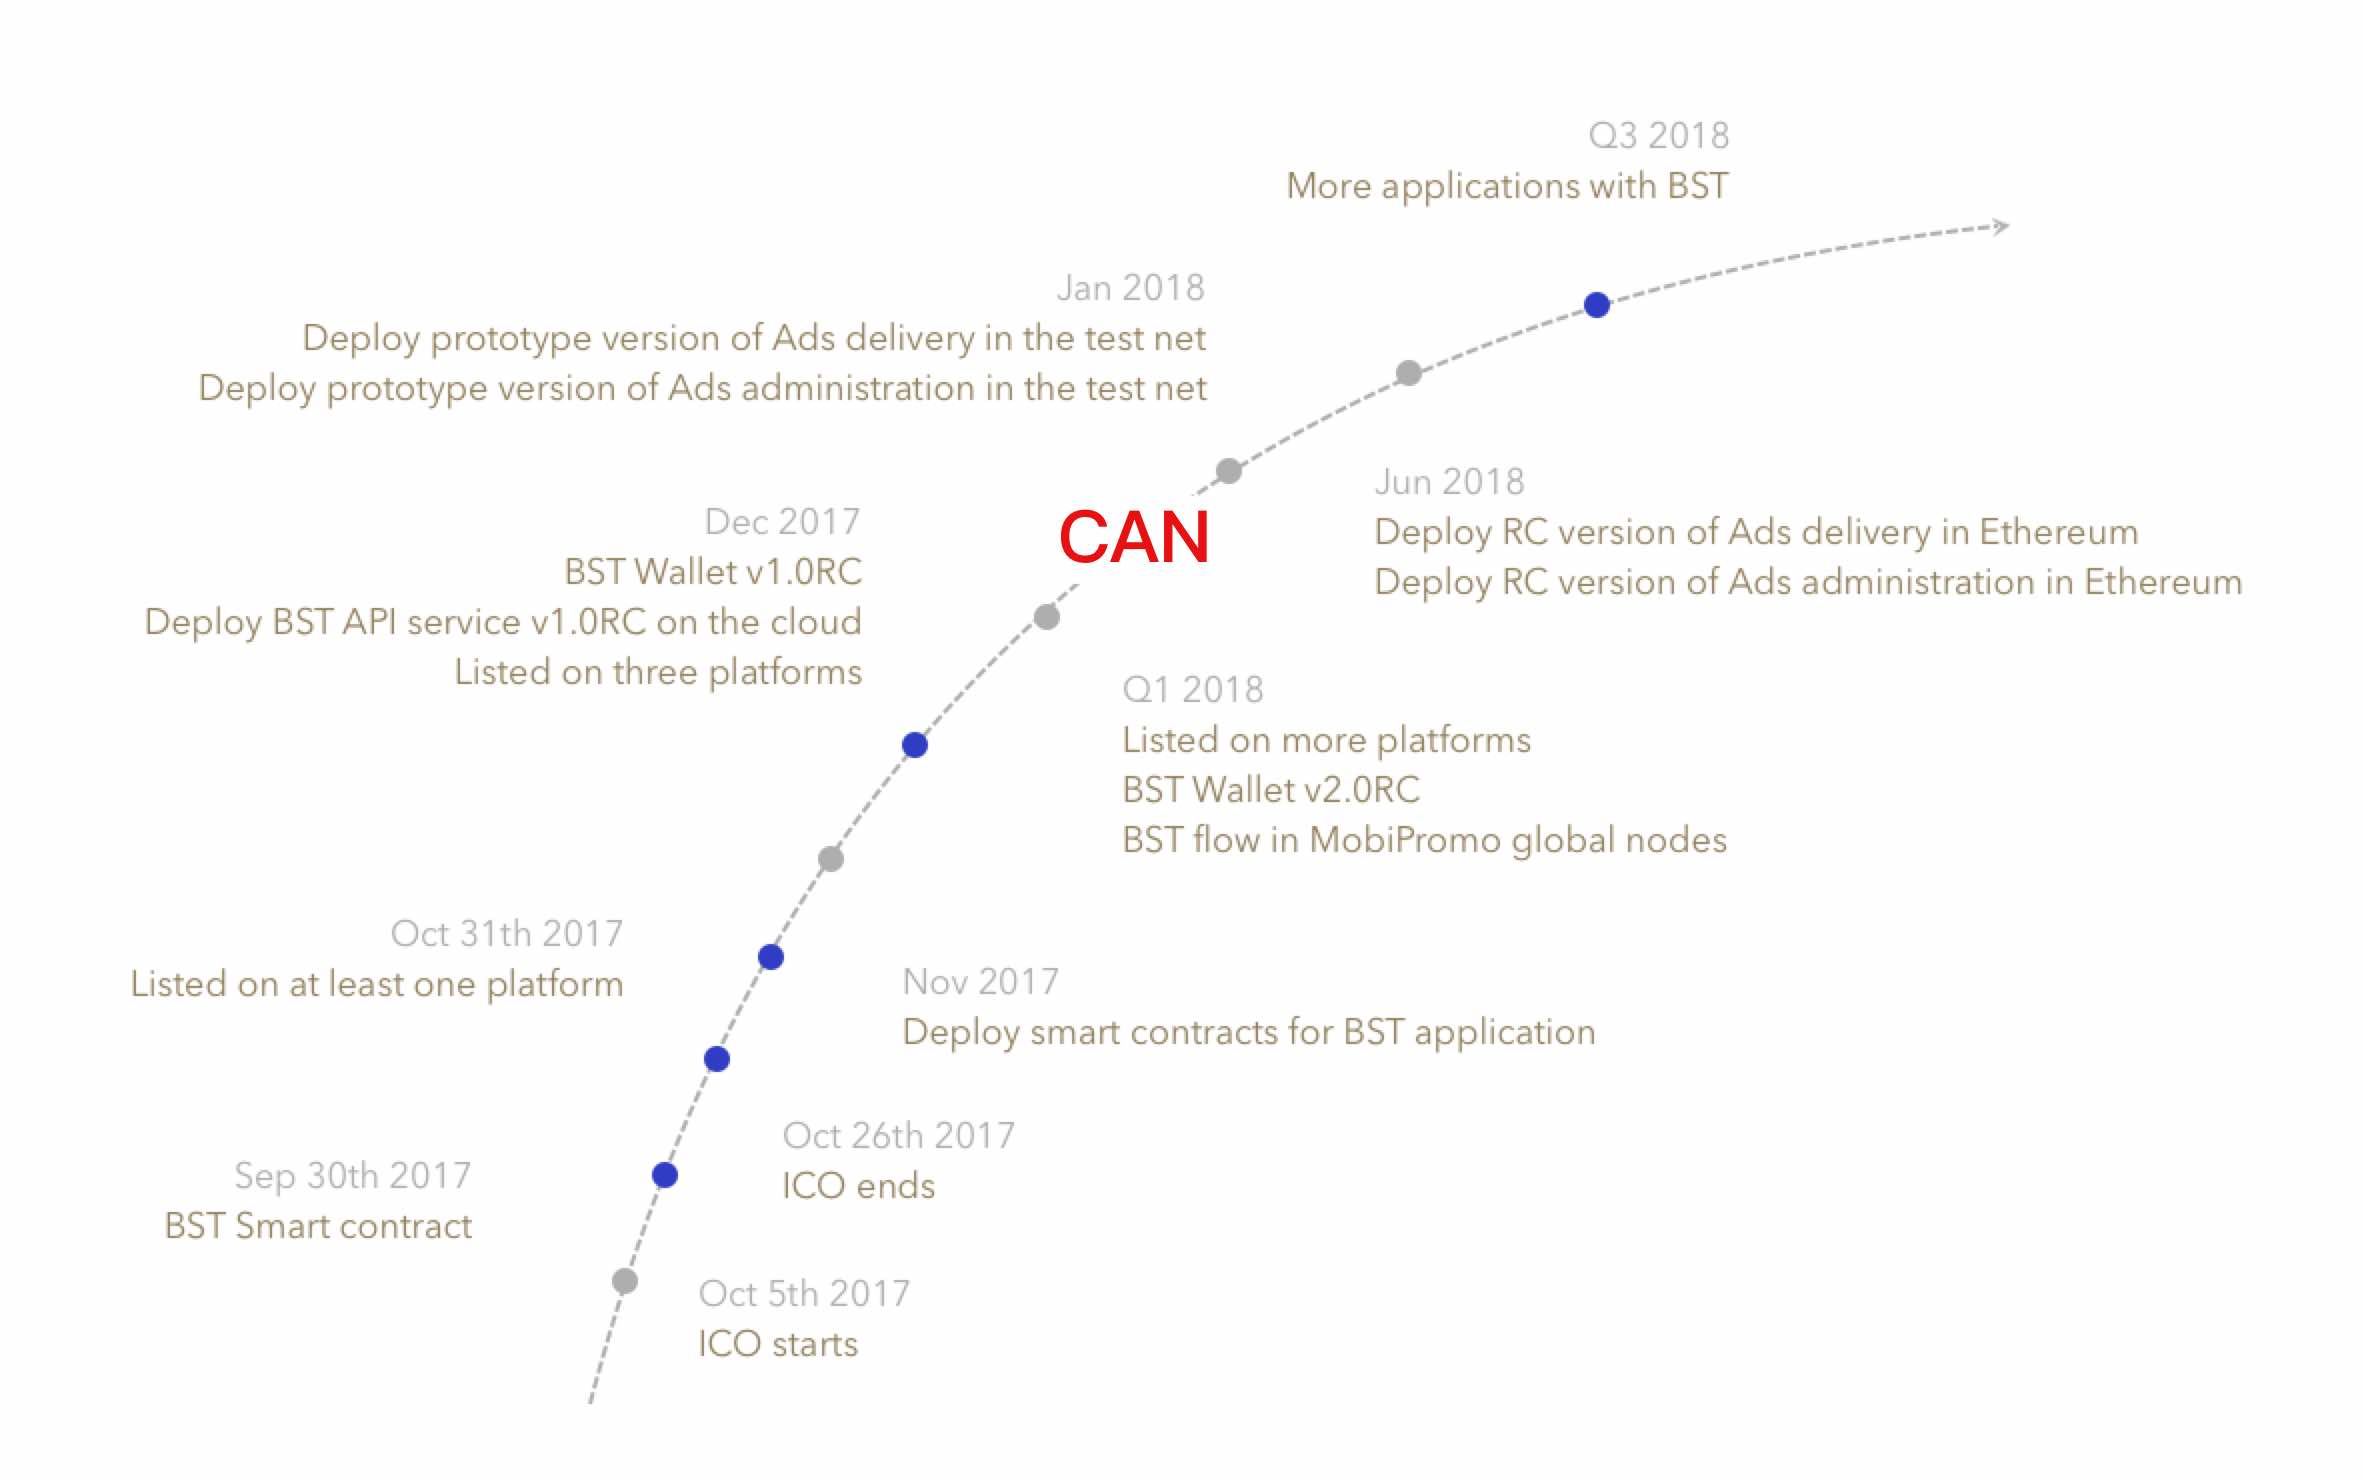 Q3 2018
More applications with BST
Jan 2018
Deploy prototype version of Ads delivery in the test net
Deploy prototype version of Ads administration in the test net
Jun 2018
Deploy RC version of Ads delivery in Ethereum
Deploy RC version of Ads administration in Ethereum
CAN
Dec 2017
BST Wallet v1.0RC
Deploy BST API service v1.0RC on the cloud
Listed on three platforms
Q1 2018
Listed on more platforms
BST Wallet v2.0RC
BST flow in MobiPromo global nodes
Oct 31th 2017
Listed on at least one platform
Nov 2017
Deploy smart contracts for BST application
Oct 26th 2017
ICO ends
Sep 30th 2017
BST Smart contract
Oct 5th 2017
ICO starts